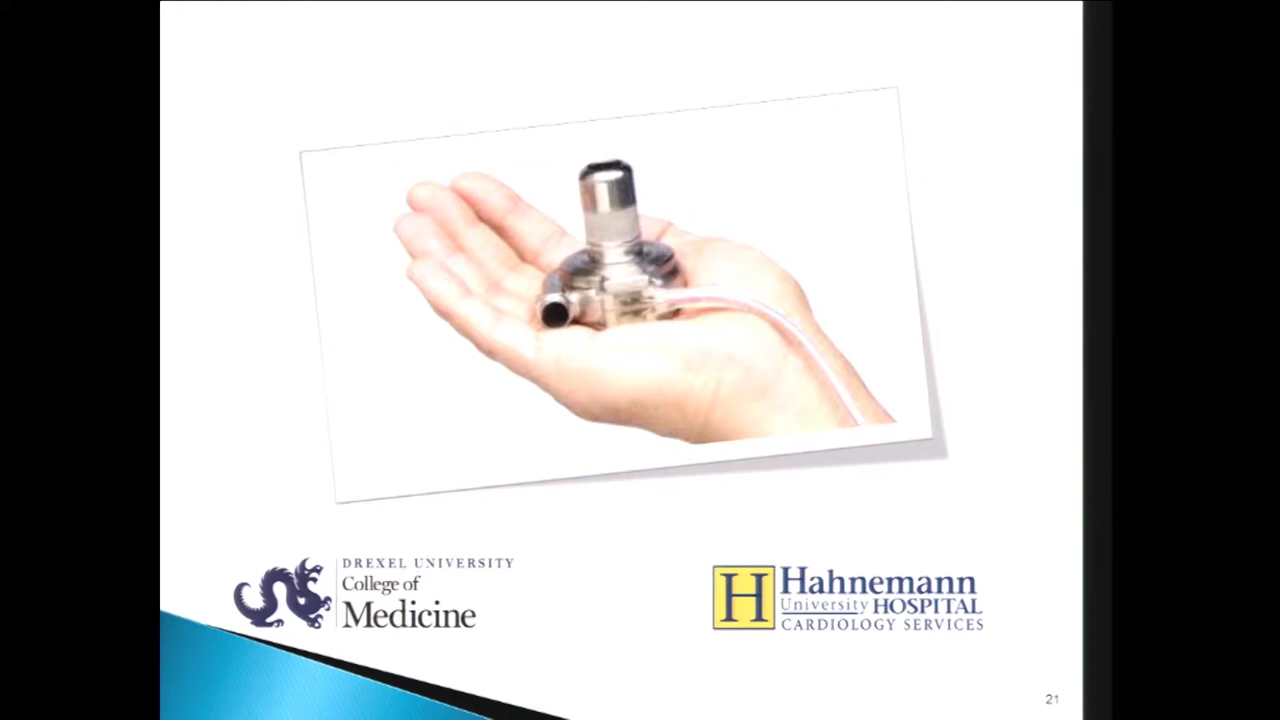 DREXEL UNIVERSITY
College of
Medicine
H
Hahnemann
University HOSPITAL
CARDIOLOGY SERVICES
21